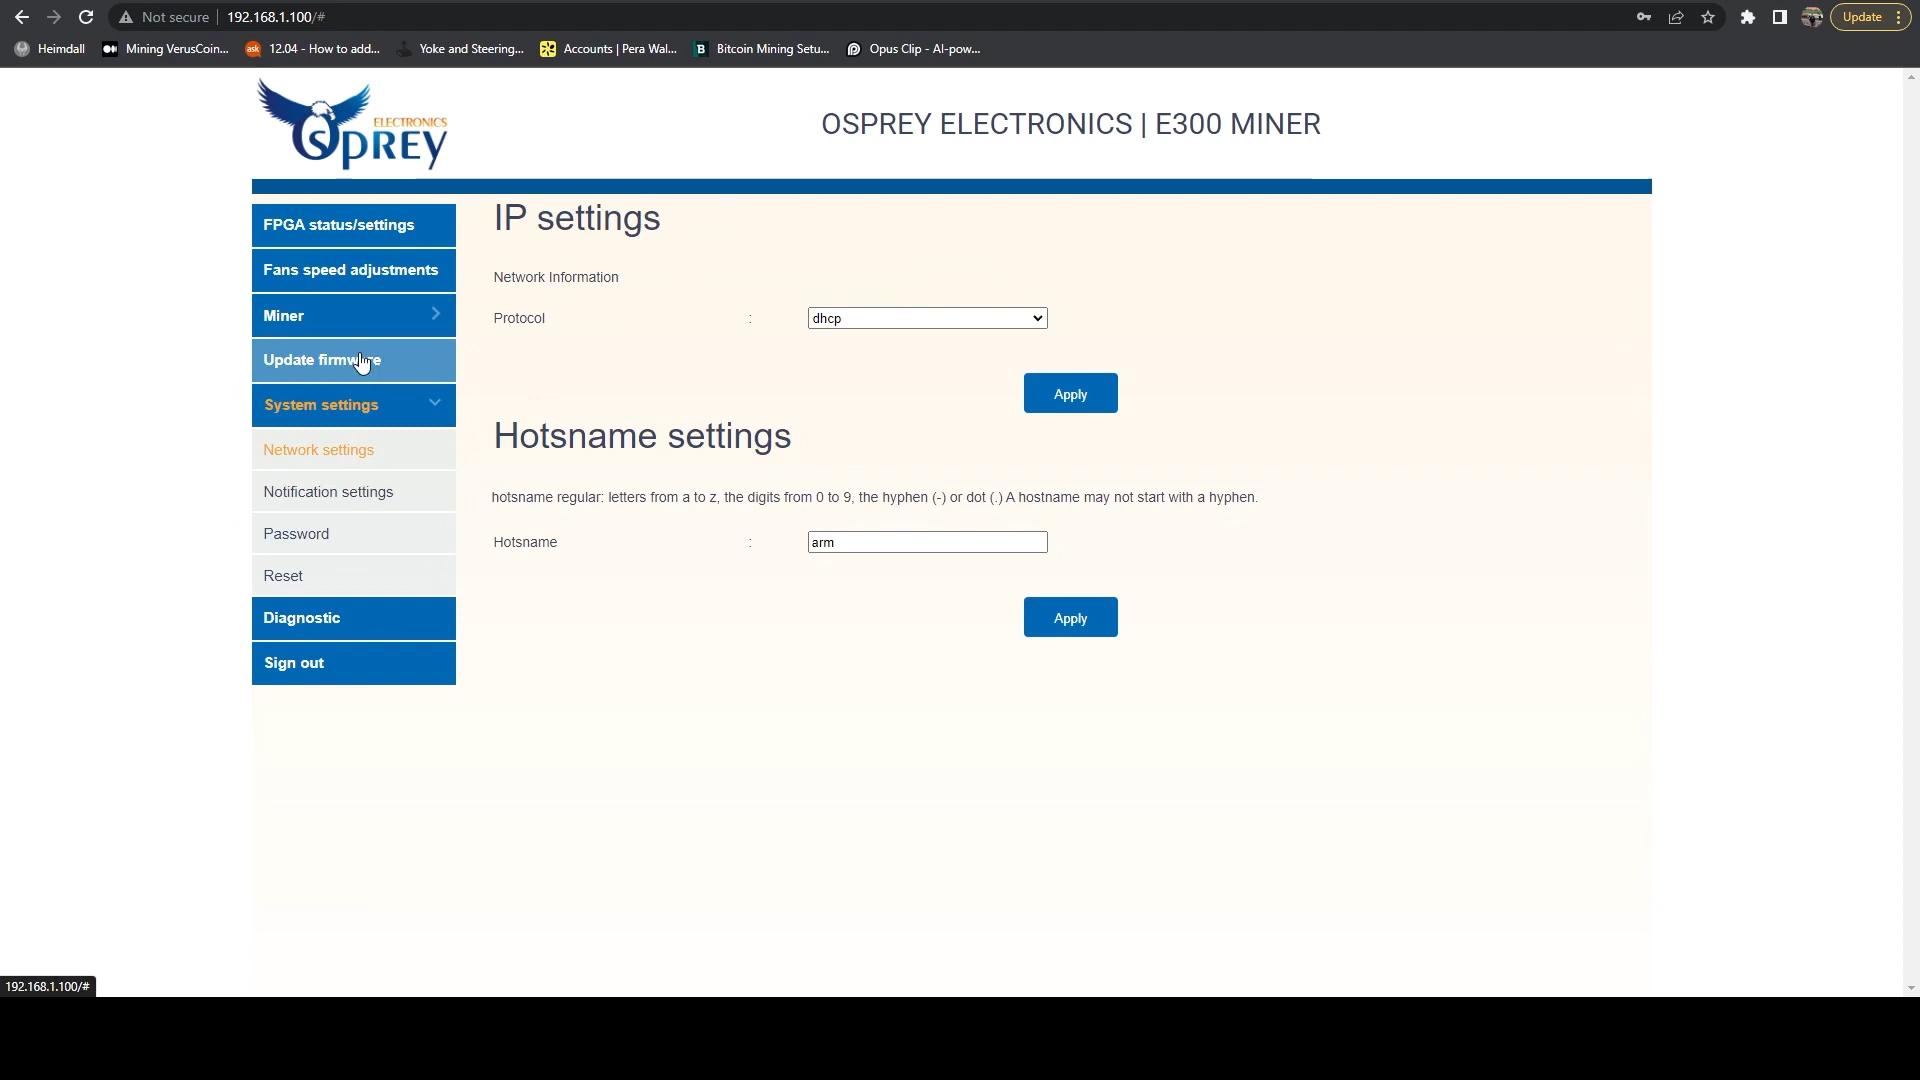 Not secure 192.168.1.100/# Update
Heimdall Mining VerusCoin... ask 12.04 - How to add... Yoke and Steering... Accounts | Pera Wal... B Bitcoin Mining Setu... Opus Clip - AI-pow...
ELECTRONICS
OSPREY
OSPREY ELECTRONICS | E300 MINER
FPGA status/settings
Fans speed adjustments
Miner
Update firmware
System settings
Network settings
Notification settings
Password
Reset
Diagnostic
Sign out
IP settings
Network Information
Protocol : dhcp
Apply
Hotsname settings
hotsname regular: letters from a to z, the digits from 0 to 9, the hyphen (-) or dot (.) A hostname may not start with a hyphen.
Hotsname : arm
Apply
192.168.1.100/#